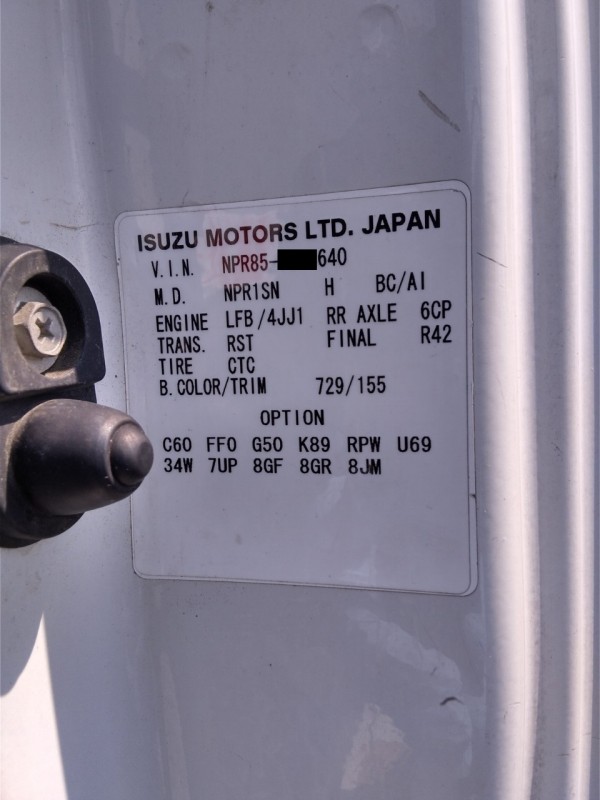 ISUZU MOTORS LTD. JAPAN
V.I.N. NPR85- 640
M.D. NPR1SN H BC/AI
ENGINE LFB/4JJ1 RR AXLE 6CP
TRANS. RST FINAL R42
TIRE CTC
B.COLOR/TRIM 729/155
OPTION
C60 FF0 G50 K89 RPW U69
34W 7UP 8GF 8GR 8JM